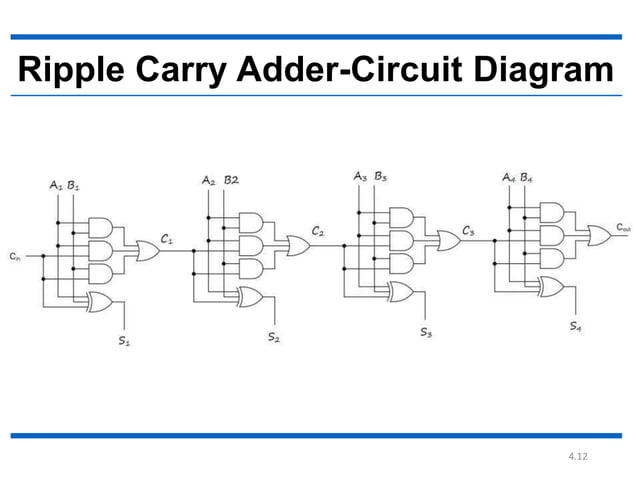 Ripple Carry Adder-Circuit Diagram
A1 B1
A2 B2
A3 B3
A4 B4
Cin
C1
C2
C3
Cout
S1
S2
S3
S4
4.12